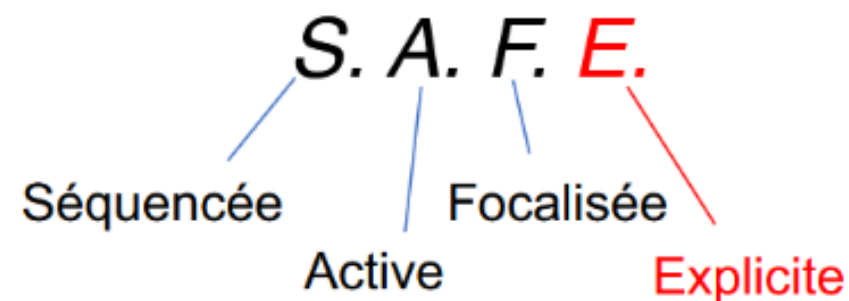 S. A. F. E.
Séquencée Focalisée
Active Explicite